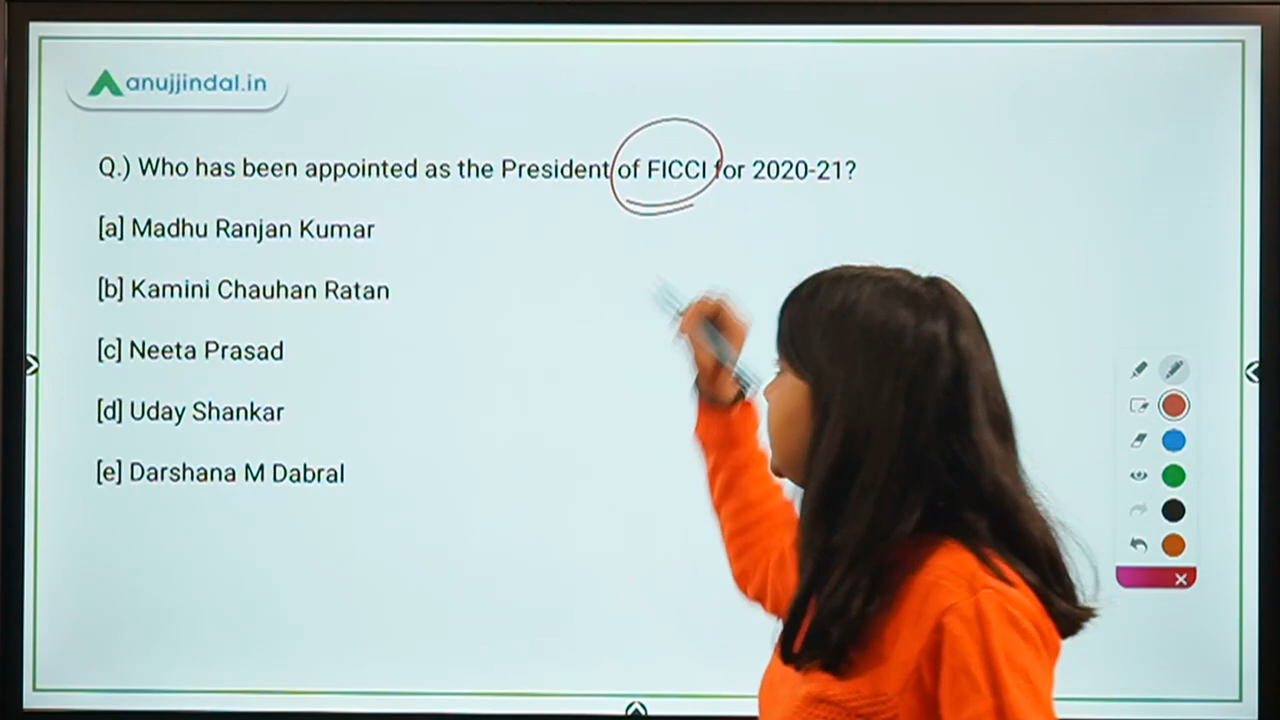 anujjindal.in
Q.) Who has been appointed as the President of FICCI for 2020-21?
[a] Madhu Ranjan Kumar
[b] Kamini Chauhan Ratan
[c] Neeta Prasad
[d] Uday Shankar
[e] Darshana M Dabral